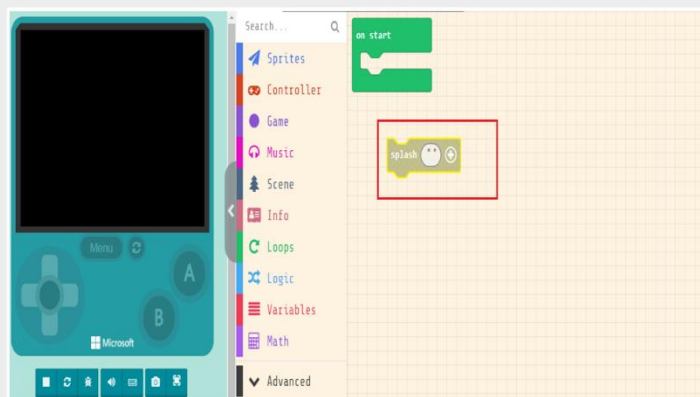 Search...
Sprites
Controller
Game
Music
Scene
Info
Loops
Logic
Variables
Math
Advanced
on start
splash
Menu
A
B
Microsoft